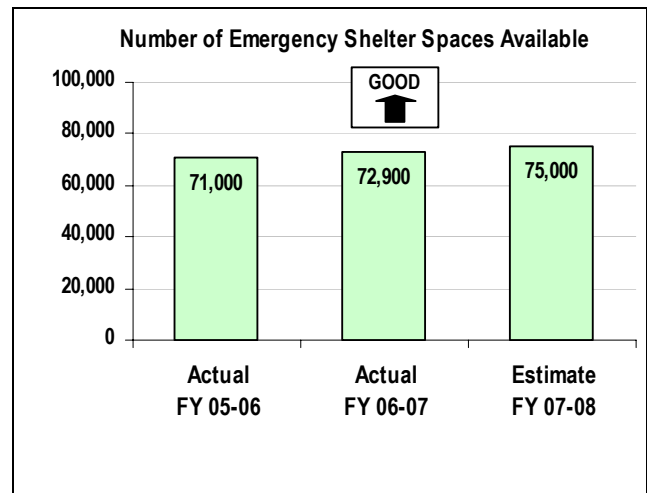 Number of Emergency Shelter Spaces Available
100,000
80,000
60,000
40,000
20,000
0
GOOD
71,000
72,900
75,000
Actual
FY 05-06
Actual
FY 06-07
Estimate
FY 07-08